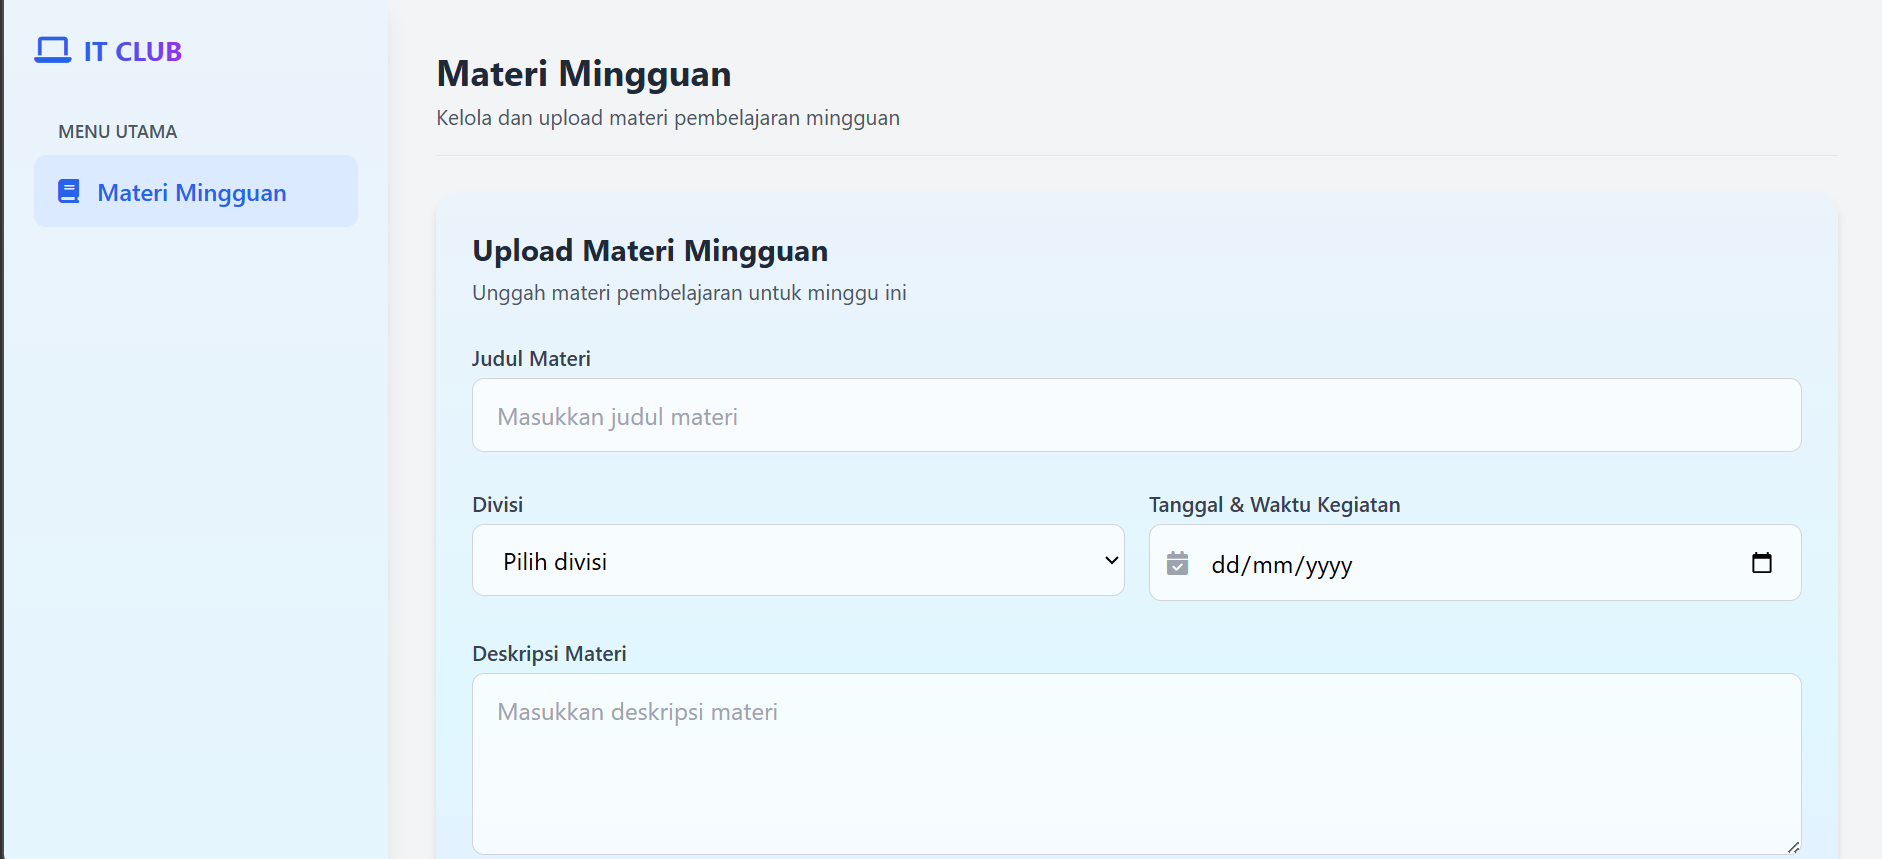 IT CLUB
MENU UTAMA
Materi Mingguan
Materi Mingguan
Kelola dan upload materi pembelajaran mingguan
Upload Materi Mingguan
Unggah materi pembelajaran untuk minggu ini
Judul Materi
Masukkan judul materi
Divisi
Pilih divisi
Tanggal & Waktu Kegiatan
dd/mm/yyyy
Deskripsi Materi
Masukkan deskripsi materi